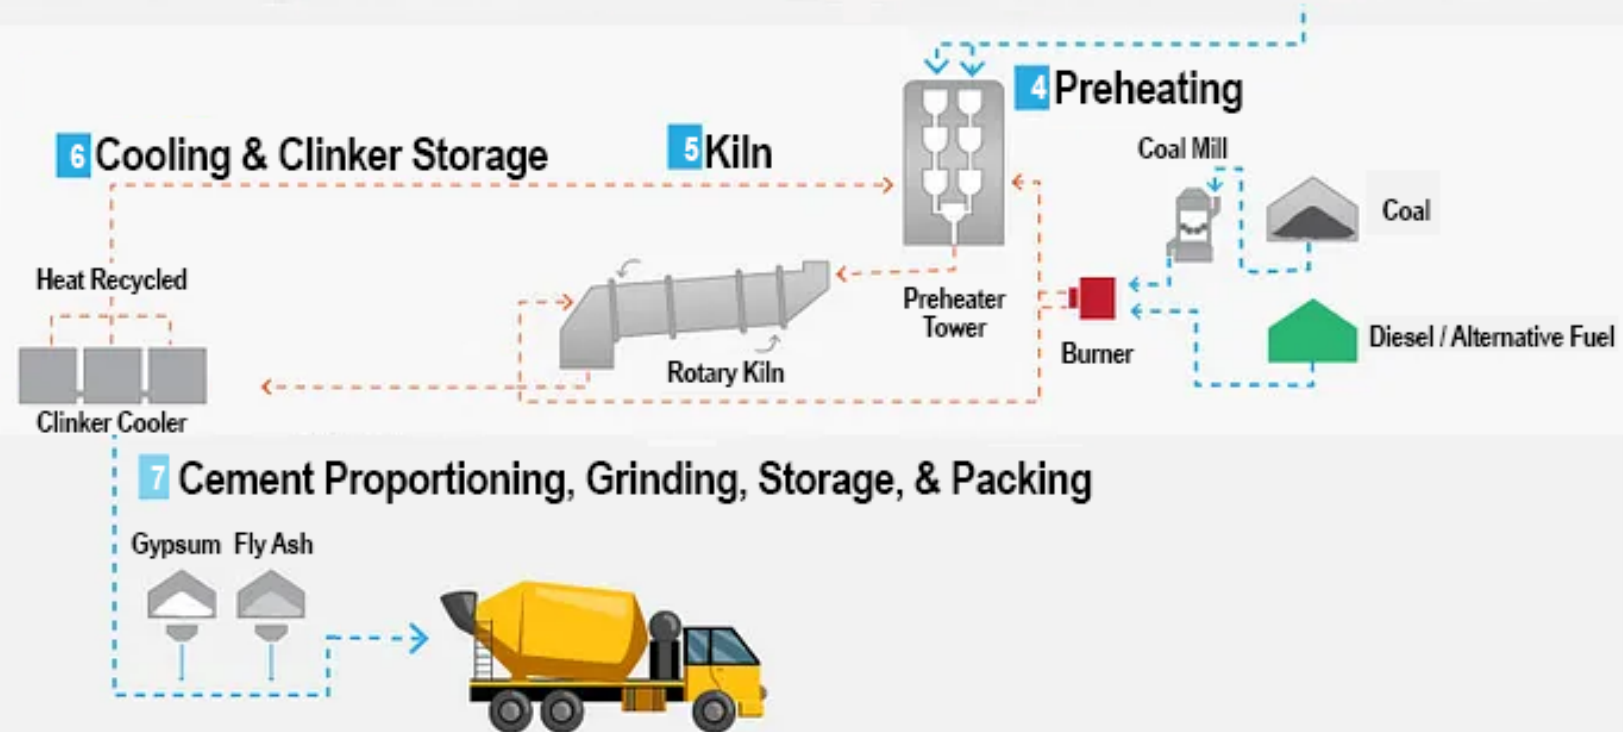 4 Preheating
Coal Mill
6 Cooling & Clinker Storage
5 Kiln
Coal
Heat Recycled
Preheater
Tower
Diesel / Alternative Fuel
Burner
Rotary Kiln
Clinker Cooler
7 Cement Proportioning, Grinding, Storage, & Packing
Gypsum Fly Ash